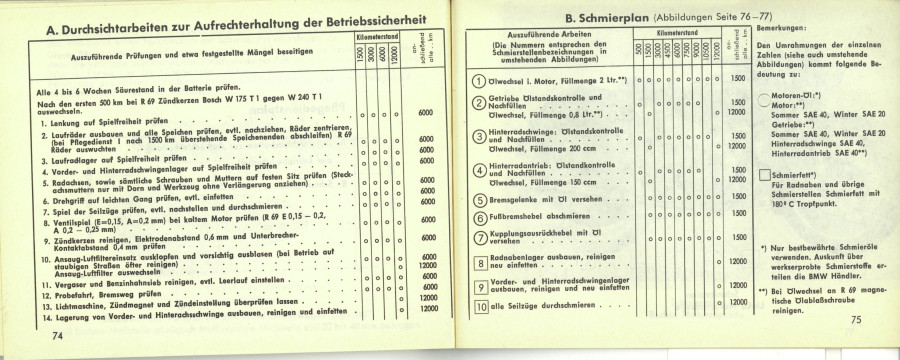 A. Durchsichtarbeiten zur Aufrechterhaltung der Betriebssicherheit
Auszuführende Prüfungen und etwa festgestellte Mängel beseitigen
Kilometerstand
1500 3000 6000 12000
an-
schließend
alle .. km
Alle 4 bis 6 Wochen Säurestand in der Batterie prüfen.
Nach den ersten 500 km bei R 69 Zündkerzen Bosch W 175 T 1 gegen W 240 T 1
auswechseln.
1. Lenkung auf Spielfreiheit prüfen o o o o 6000
2. Laufräder ausbauen und alle Speichen prüfen, evtl. nachziehen, Räder zentrieren,
(bei Pflegedienst I nach 1500 km überstehende Speichenenden abschleifen) R 69
Räder auswuchten o o o o 6000
3. Laufradlager auf Spielfreiheit prüfen o o o o 6000
4. Vorder- und Hinterradschwingenlager auf Spielfreiheit prüfen
5. Radachsen, sowie sämtliche Schrauben und Muttern auf festen Sitz prüfen (Steck-
achsmuttern nur mit Dorn und Werkzeug ohne Verlängerung anziehen) o o o o 6000
6. Drehgriff auf leichten Gang prüfen, evtl. einfetten o o o o 6000
7. Spiel der Seilzüge prüfen, evtl. nachstellen und durchschmieren
8. Ventilspiel (E=0,15, A=0,2 mm) bei kaltem Motor prüfen (R 69 E 0,15 — 0,2,
A 0,2 — 0,25 mm) o o o o 6000
9. Zündkerzen reinigen, Elektrodenabstand 0,6 mm und Unterbrecher-
Kontaktabstand 0,4 mm prüfen o o o o 6000
10. Ansaug-Luftfiltereinsatz ausklopfen und vorsichtig ausblasen (bei Betrieb auf
staubigen Straßen öfter reinigen) 6000
Ansaug-Luftfilter auswechseln o 12000
11. Vergaser und Benzinhahnsieb reinigen, evtl. Leerlauf einstellen o o o o 6000
12. Probefahrt, Bremsweg prüfen o o o o 6000
13. Lichtmaschine, Zündmagnet und Zündeinstellung überprüfen lassen o 12000
14. Lagerung von Vorder- und Hinterradschwinge ausbauen, reinigen und einfetten o 12000
74
B. Schmierplan (Abbildungen Seite 76—77)
Auszuführende Arbeiten
(Die Nummern entsprechen den
Schmierstellenbezeichnungen in
umstehenden Abbildungen)
Kilometerstand
500 1500 3000 4500 6000 7500 9000 10500 12000
an-
schließend
alle .. km
1 Ölwechsel i. Motor, Füllmenge 2 Ltr.**) o o o o o o o o o 1500
2 Getriebe Ölstandskontrolle und
Nachfüllen 1500
Ölwechsel, Füllmenge 0,8 Ltr.**) 12000
3 Hinterradschwinge: Ölstandskontrolle
und Nachfüllen 1500
Ölwechsel, Füllmenge 200 ccm 12000
4 Hinterradantrieb: Ölstandkontrolle
und Nachfüllen 1500
Ölwechsel, Füllmenge 150 ccm 12000
5 Bremsgelenke mit Öl versehen 1500
6 Fußbremshebel abschmieren 1500
7 Kupplungsausrückhebel mit Öl
versehen 1500
8 Radnabenlager ausbauen, reinigen
neu einfetten o 12000
9 Vorder- und Hinterradschwingenlager
ausbauen, reinigen und neu einfetten o 12000
10 alle Seilzüge durchschmieren o 12000
Bemerkungen:
Den Umrahmungen der einzelnen
Zahlen (siehe auch umstehende
Abbildungen) kommt folgende Be-
deutung zu:
Motoren-Öl:*)
Motor:**)
Sommer SAE 40, Winter SAE 20
Getriebe:**)
Sommer SAE 40, Winter SAE 20
Hinterradschwinge SAE 40,
Hinterradantrieb SAE 40**)
Schmierfett*)
Für Radnaben und übrige
Schmierstellen Schmierfett mit
180° C Tropfpunkt.
*) Nur bestbewährte Schmieröle
verwenden. Auskunft über
werkserprobte Schmierstoffe er-
teilen die BMW Händler.
**) Bei Ölwechsel an R 69 magne-
tische Ölablaßschraube
reinigen.
75